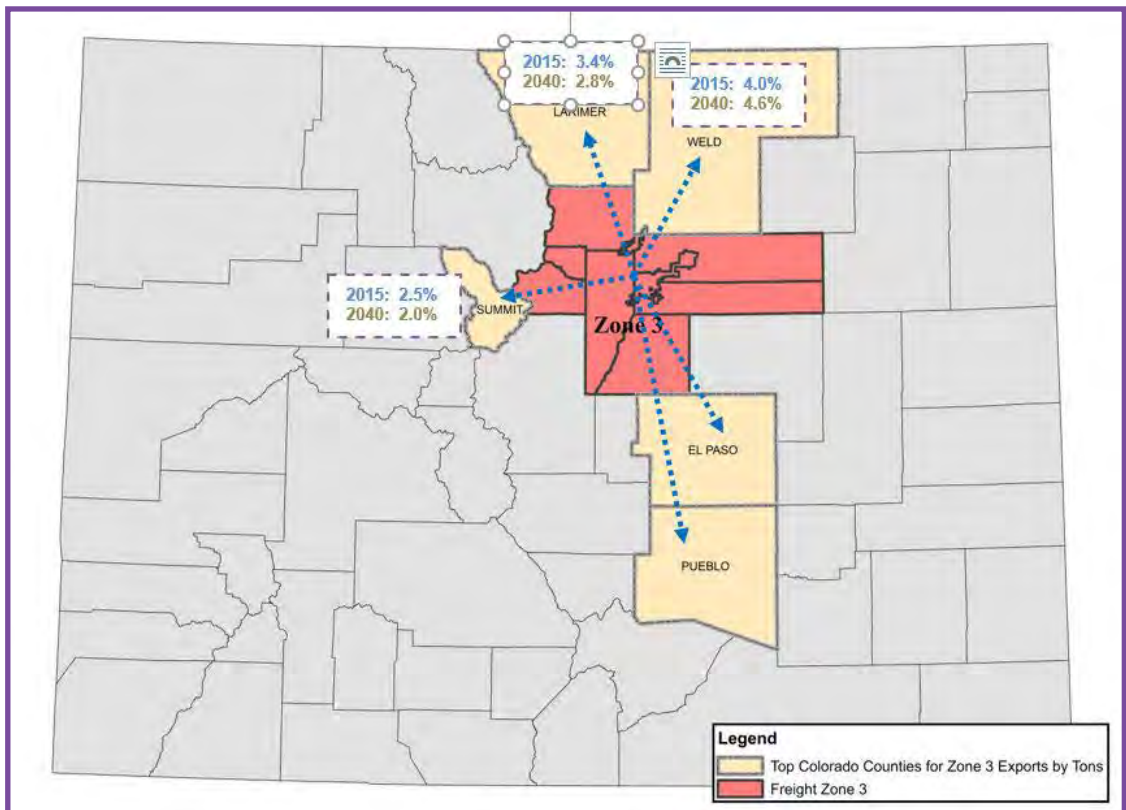 2015: 3.4%
2040: 2.8%
LARIMER
2015: 4.0%
2040: 4.6%
WELD
2015: 2.5%
2040: 2.0%
SUMMIT
Zone 3
EL PASO
PUEBLO
Legend
Top Colorado Counties for Zone 3 Exports by Tons
Freight Zone 3